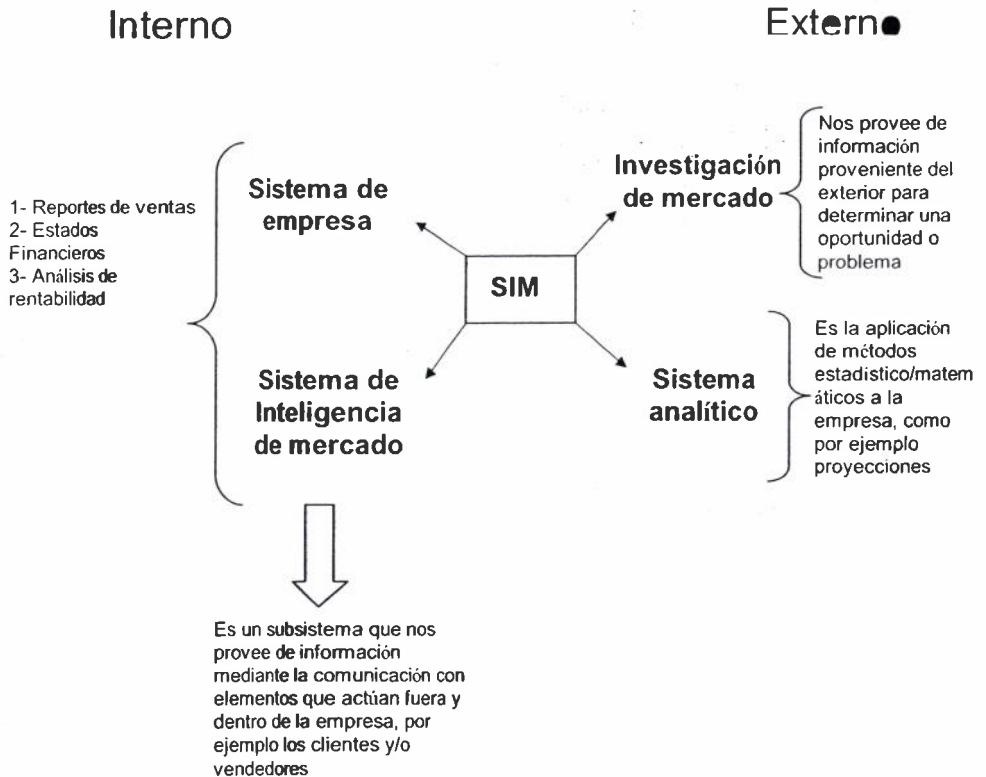 Interno
Externo
1- Reportes de ventas
2- Estados
Financieros
3- Análisis de
rentabilidad
Sistema de
empresa
Sistema de
Inteligencia
de mercado
SIM
Investigación
de mercado
Nos provee de
información
proveniente del
exterior para
determinar una
oportunidad o
problema
Sistema
analítico
Es la aplicación
de métodos
estadistico/matem
áticos a la
empresa, como
por ejemplo
proyecciones
Es un subsistema que nos
provee de información
mediante la comunicación con
elementos que actúan fuera y
dentro de la empresa, por
ejemplo los clientes y/o
vendedores